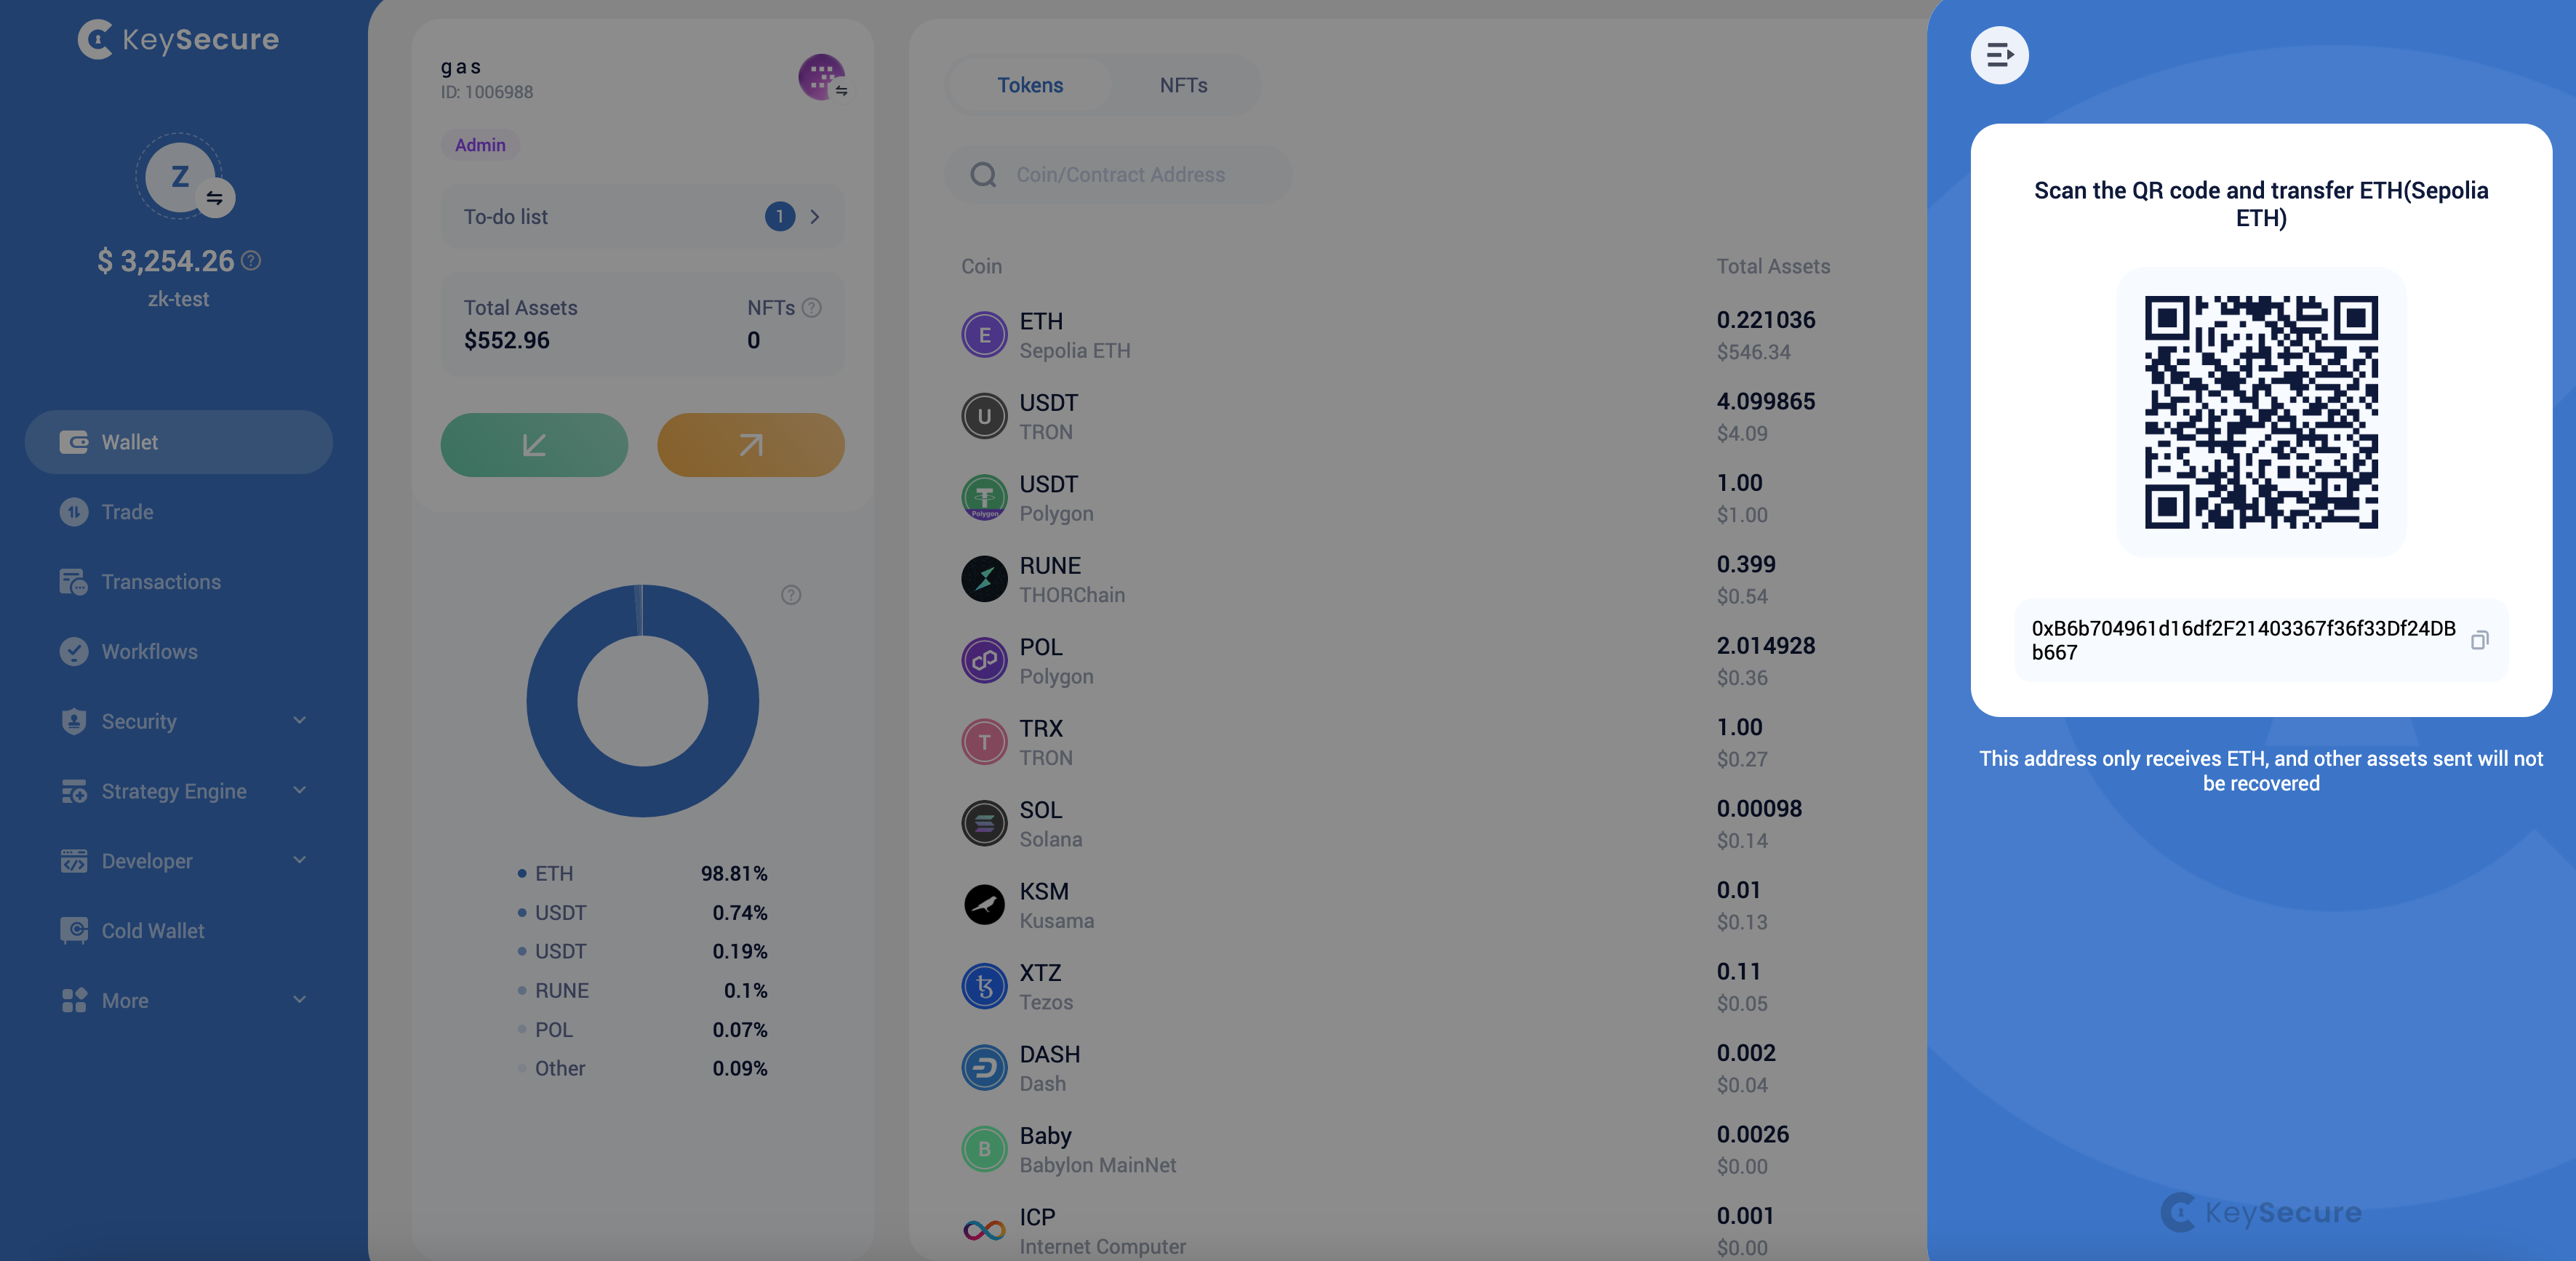 KeySecure
Z
$ 3,254.26
zk-test
Wallet
Trade
Transactions
Workflows
Security
Strategy Engine
Developer
Cold Wallet
More
gas
ID: 1006988
Admin
To-do list
1
Total Assets
$552.96
NFTs
0
ETH 98.81%
USDT 0.74%
USDT 0.19%
RUNE 0.1%
POL 0.07%
Other 0.09%
Tokens
NFTs
Coin/Contract Address
Coin Total Assets
E
ETH 0.221036
Sepolia ETH $546.34
U
USDT 4.099865
TRON $4.09
Polygon
USDT 1.00
Polygon $1.00
RUNE 0.399
THORChain $0.54
POL 2.014928
Polygon $0.36
T
TRX 1.00
TRON $0.27
SOL 0.00098
Solana $0.14
KSM 0.01
Kusama $0.13
XTZ 0.11
Tezos $0.05
DASH 0.002
Dash $0.04
B
Baby 0.0026
Babylon MainNet $0.00
ICP 0.001
Internet Computer $0.00
Scan the QR code and transfer ETH(Sepolia
ETH)
0xB6b704961d16df2F21403367f36f33Df24DB
b667
This address only receives ETH, and other assets sent will not
be recovered
KeySecure